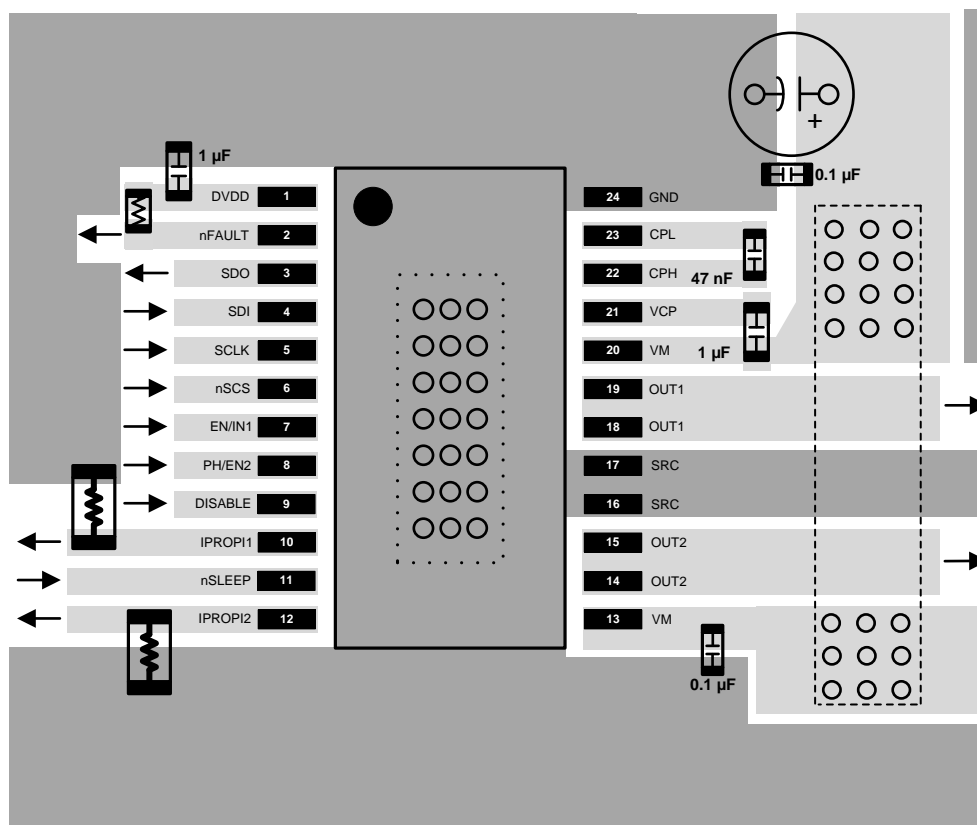 +
1 µF
0.1 µF
DVDD 1
24 GND
nFAULT 2
23 CPL
SDO 3
22 CPH 47 nF
SDI 4
21 VCP
SCLK 5
20 VM 1 µF
nSCS 6
19 OUT1
EN/IN1 7
18 OUT1
PH/EN2 8
17 SRC
DISABLE 9
16 SRC
IPROPI1 10
15 OUT2
nSLEEP 11
14 OUT2
IPROPI2 12
13 VM
0.1 µF